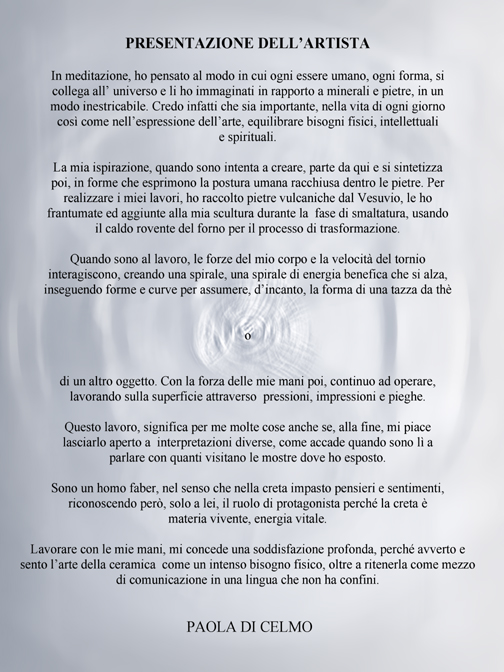 PRESENTAZIONE DELL'ARTISTA
In meditazione, ho pensato al modo in cui ogni essere umano, ogni forma, si
collega all' universo e li ho immaginati in rapporto a minerali e pietre, in un
modo inestricabile. Credo infatti che sia importante, nella vita di ogni giorno
così come nell'espressione dell'arte, equilibrare bisogni fisici, intellettuali
e spirituali.
La mia ispirazione, quando sono intenta a creare, parte da qui e si sintetizza
poi, in forme che esprimono la postura umana racchiusa dentro le pietre. Per
realizzare i miei lavori, ho raccolto pietre vulcaniche dal Vesuvio, le ho
frantumate ed aggiunte alla mia scultura durante la fase di smaltatura, usando
il caldo rovente del forno per il processo di trasformazione.
Quando sono al lavoro, le forze del mio corpo e la velocità del tornio
interagiscono, creando una spirale, una spirale di energia benefica che si alza,
inseguendo forme e curve per assumere, d'incanto, la forma di una tazza da thè
o
di un altro oggetto. Con la forza delle mie mani poi, continuo ad operare,
lavorando sulla superficie attraverso pressioni, impressioni e pieghe.
Questo lavoro, significa per me molte cose anche se, alla fine, mi piace
lasciarlo aperto a interpretazioni diverse, come accade quando sono lì a
parlare con quanti visitano le mostre dove ho esposto.
Sono un homo faber, nel senso che nella creta impasto pensieri e sentimenti,
riconoscendo però, solo a lei, il ruolo di protagonista perché la creta è
materia vivente, energia vitale.
Lavorare con le mie mani, mi concede una soddisfazione profonda, perché avverto e
sento l'arte della ceramica come un intenso bisogno fisico, oltre a ritenerla come mezzo
di comunicazione in una lingua che non ha confini.
PAOLA DI CELMO